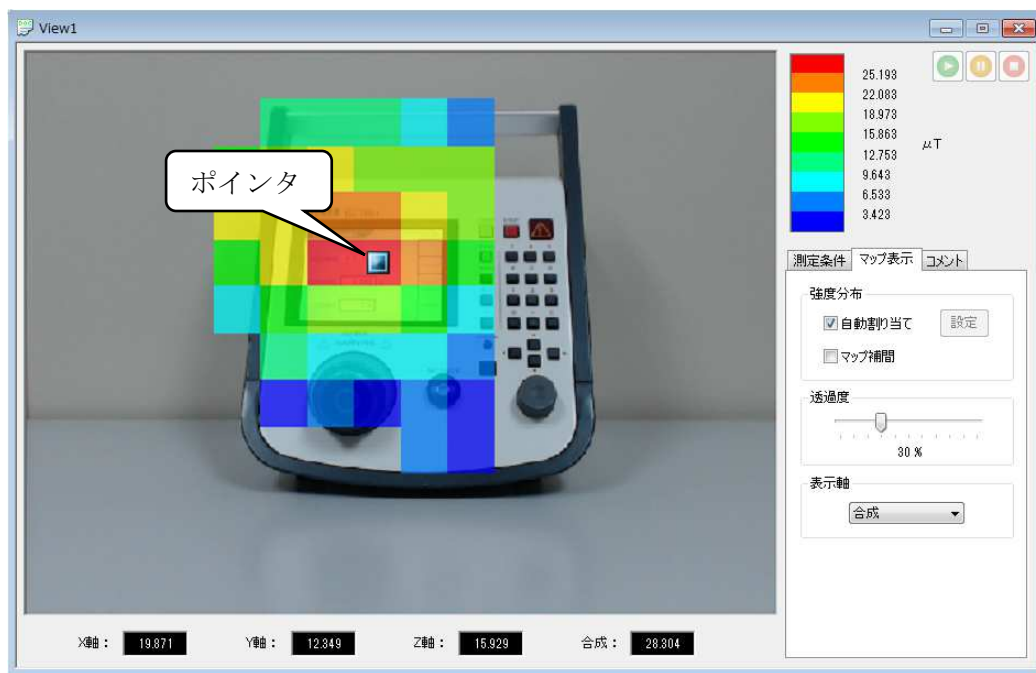 View1
ポインタ
25.193
22.083
18.973
15.863
12.753
9.643
6.533
3.423
μT
測定条件
マップ表示
コメント
強度分布
自動割り当て
設定
マップ補間
透過度
30 %
表示軸
合成
X軸： 19.871
Y軸： 12.349
Z軸： 15.929
合成： 28.304